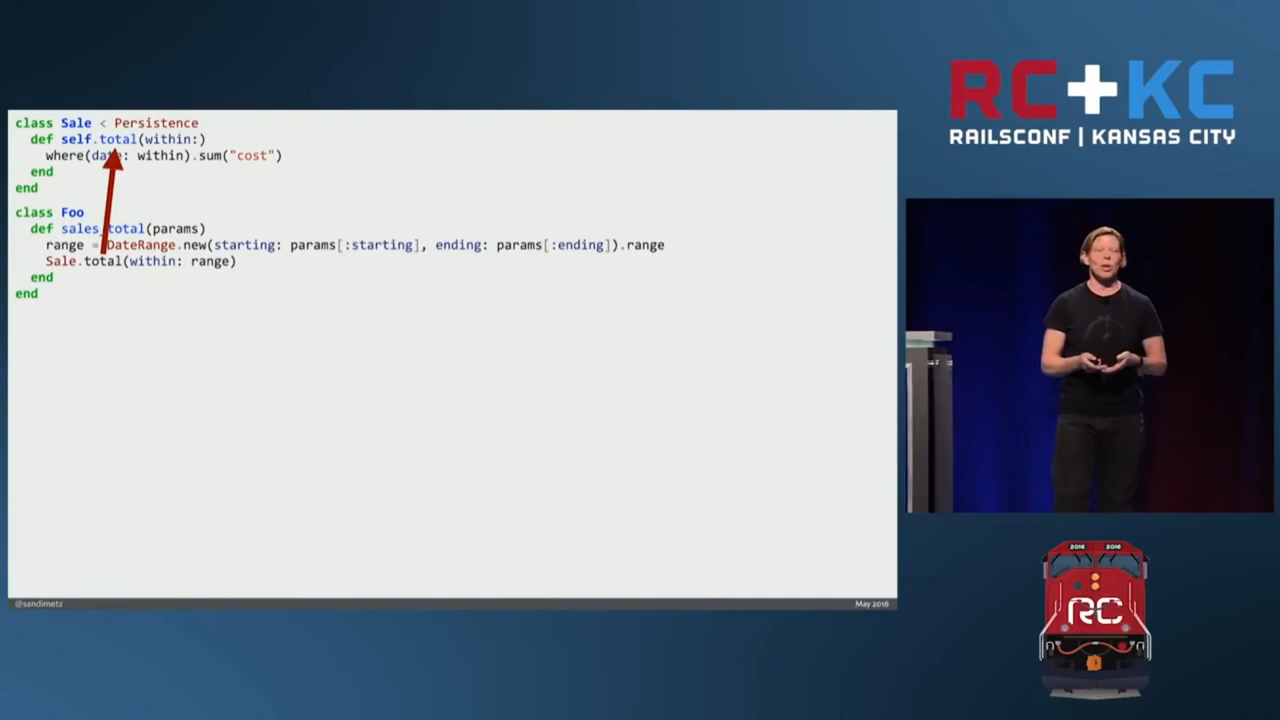 RC+KC
RAILSCONF | KANSAS CITY
class Sale < Persistence
  def self.total(within:)
    where(date: within).sum("cost")
  end
end
class Foo
  def sales_total(params)
    range = DateRange.new(starting: params[:starting], ending: params[:ending]).range
    Sale.total(within: range)
  end
end
@sandimetz
May 2016
2016
2016
RC